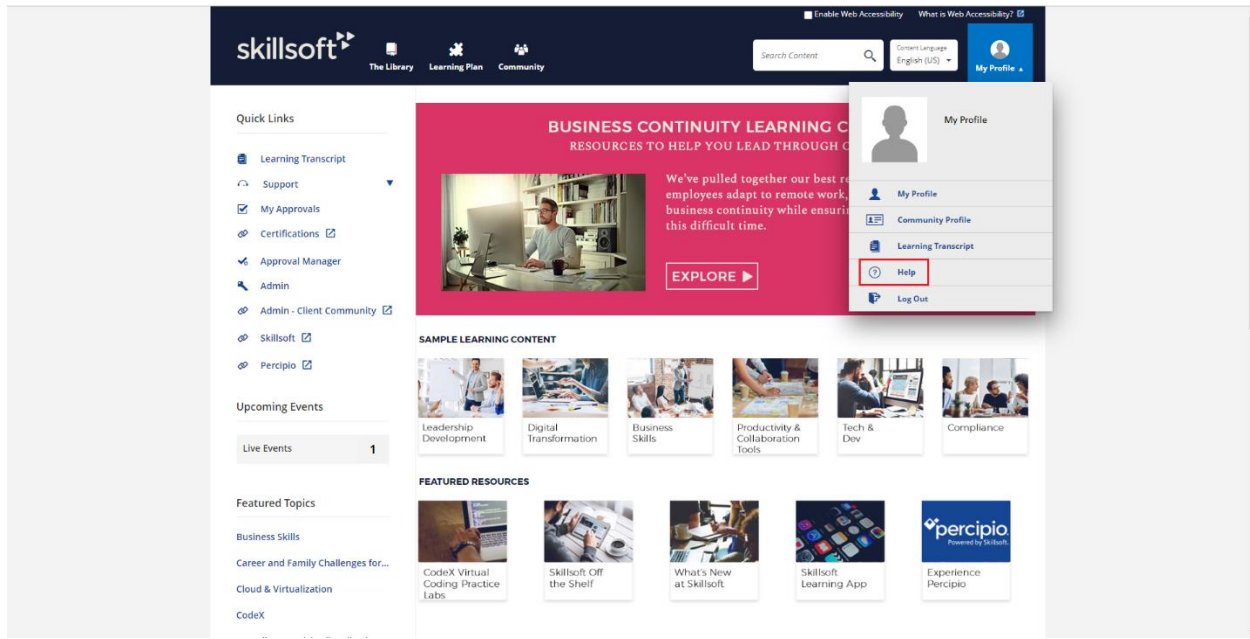 Enable Web Accessibility What is Web Accessibility?
skillsoft
The Library Learning Plan Community
Search Content
Content Language
English (US)
My Profile
Quick Links
Learning Transcript
Support
My Approvals
Certifications
Approval Manager
Admin
Admin - Client Community
Skillsoft
Percipio
Upcoming Events
Live Events 1
Featured Topics
Business Skills
Career and Family Challenges for...
Cloud & Virtualization
CodeX
BUSINESS CONTINUITY LEARNING C
RESOURCES TO HELP YOU LEAD THROUGH
We've pulled together our best re
employees adapt to remote work,
business continuity while ensurin
this difficult time.
EXPLORE
My Profile
My Profile
Community Profile
Learning Transcript
Help
Log Out
SAMPLE LEARNING CONTENT
Leadership
Development
Digital
Transformation
Business
Skills
Productivity &
Collaboration
Tools
Tech &
Dev
Compliance
FEATURED RESOURCES
CodeX Virtual
Coding Practice
Labs
Skillsoft Off
the Shelf
What's New
at Skillsoft
Skillsoft
Learning App
percipio
Powered by Skillsoft
Experience
Percipio